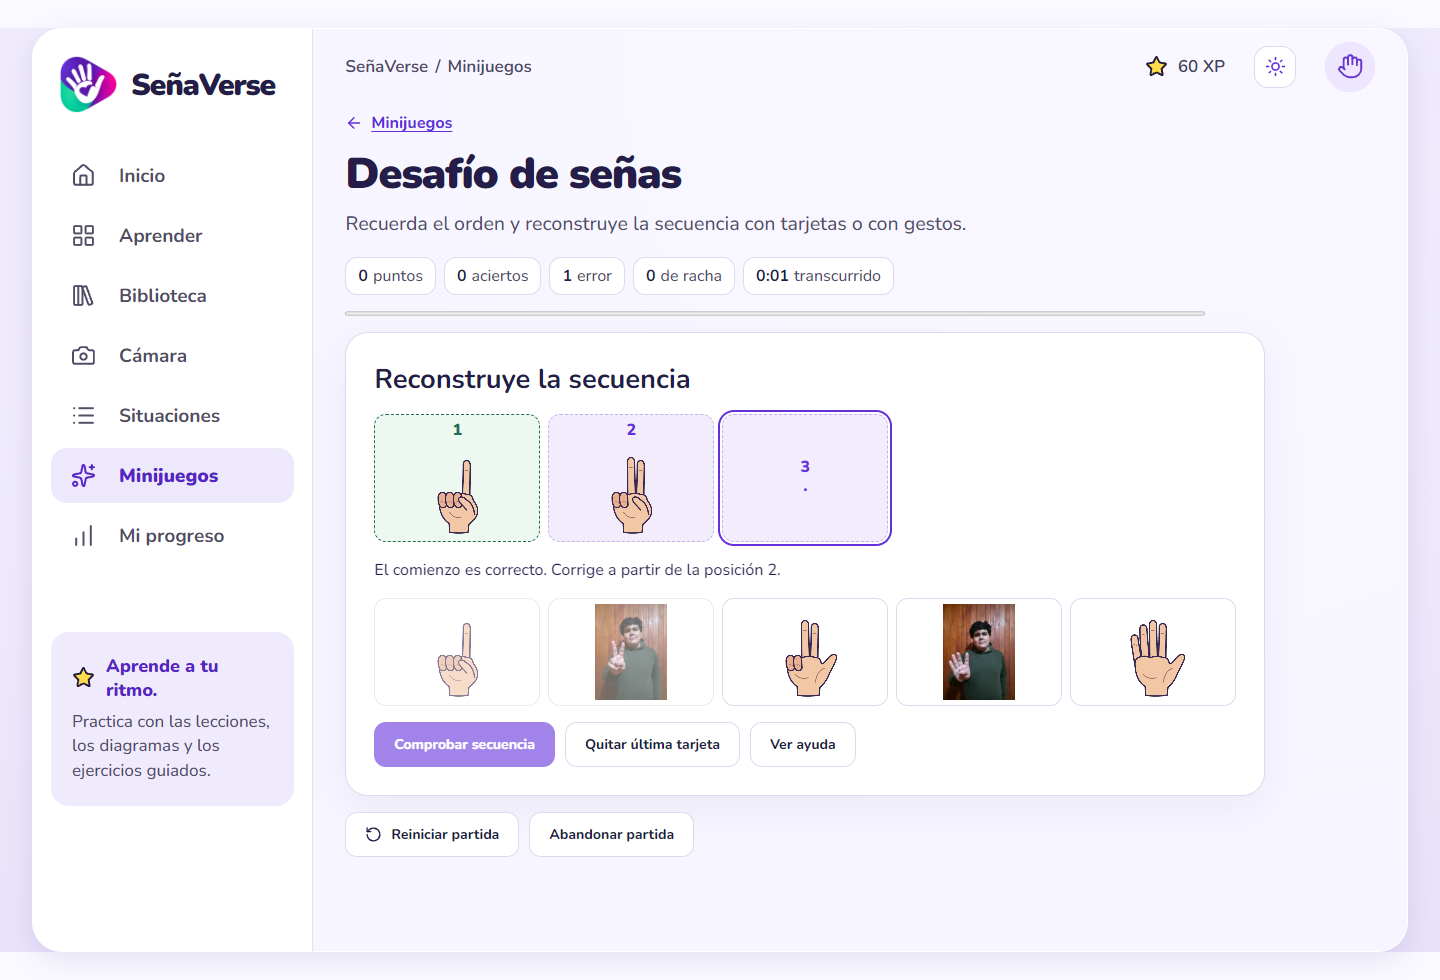 SeñaVerse
Inicio
Aprender
Biblioteca
Cámara
Situaciones
Minijuegos
Mi progreso
Aprende a tu
ritmo.
Practica con las lecciones,
los diagramas y los
ejercicios guiados.
SeñaVerse / Minijuegos
60 XP
Minijuegos
Desafío de señas
Recuerda el orden y reconstruye la secuencia con tarjetas o con gestos.
0 puntos
0 aciertos
1 error
0 de racha
0:01 transcurrido
Reconstruye la secuencia
1
2
3
.
El comienzo es correcto. Corrige a partir de la posición 2.
Comprobar secuencia
Quitar última tarjeta
Ver ayuda
Reiniciar partida
Abandonar partida